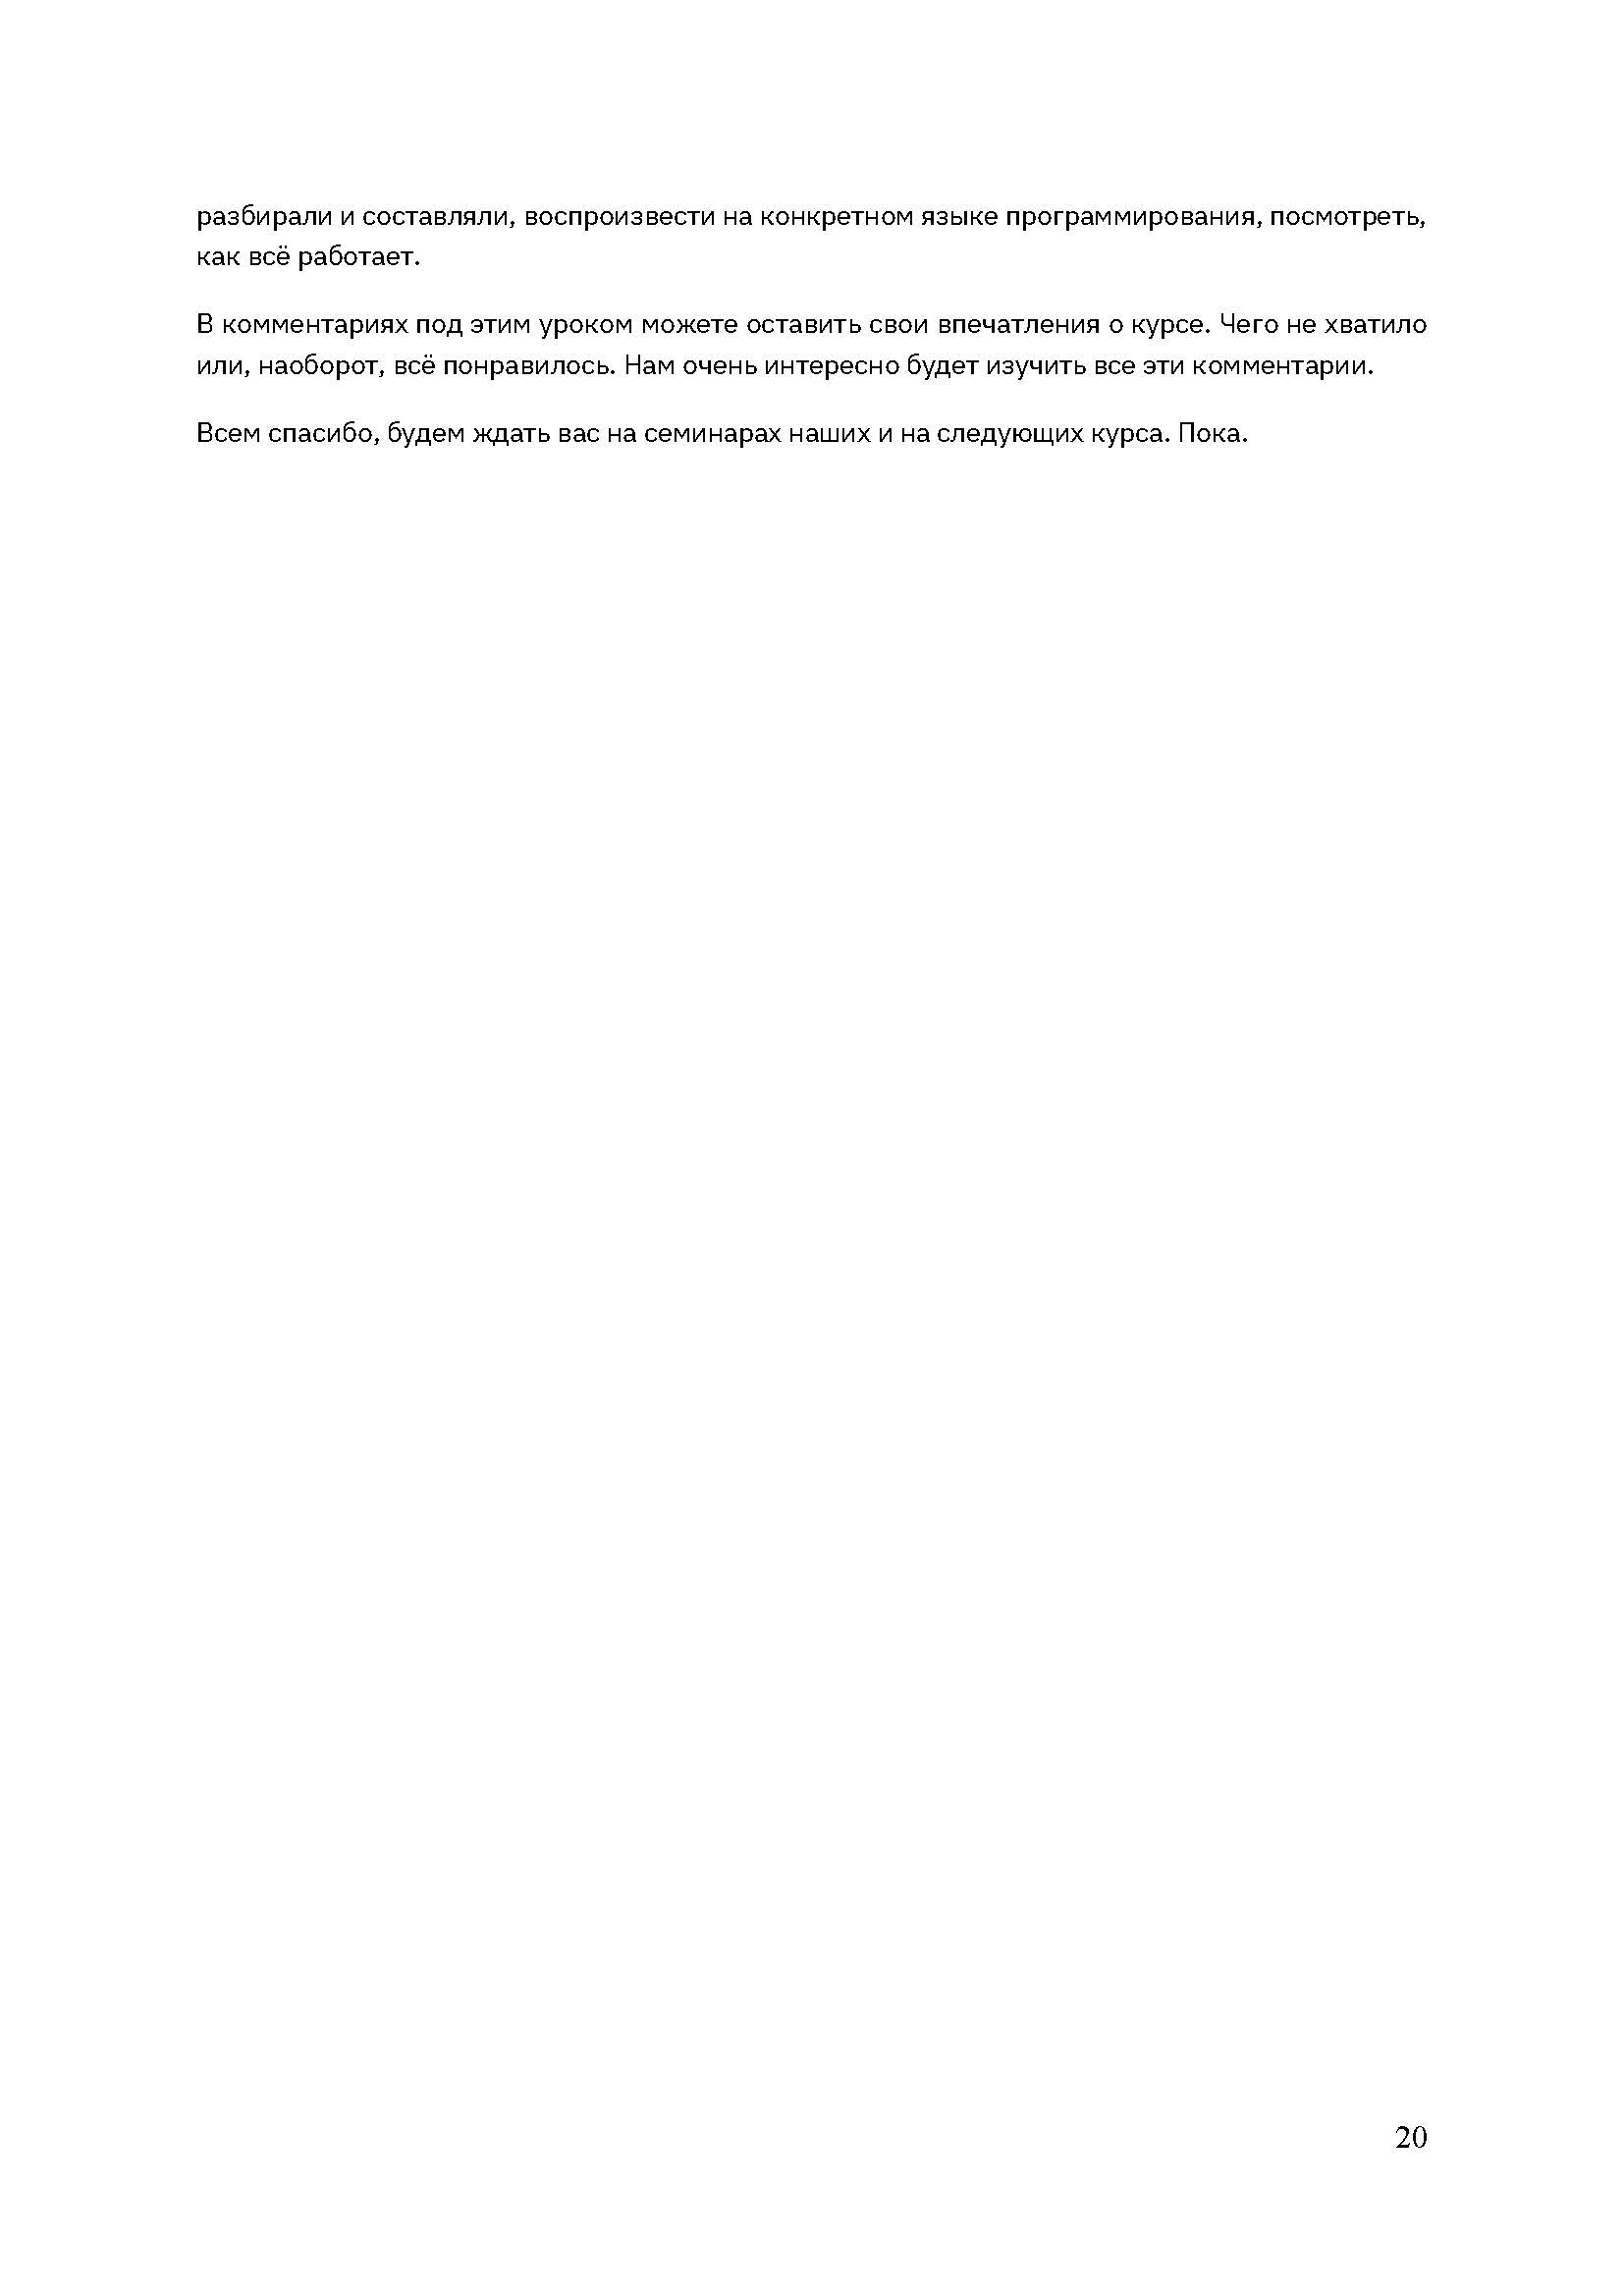 разбирали и составляли, воспроизвести на конкретном языке программирования, посмотреть,
как всё работает.
В комментариях под этим уроком можете оставить свои впечатления о курсе. Чего не хватило
или, наоборот, всё понравилось. Нам очень интересно будет изучить все эти комментарии.
Всем спасибо, будем ждать вас на семинарах наших и на следующих курса. Пока.
20